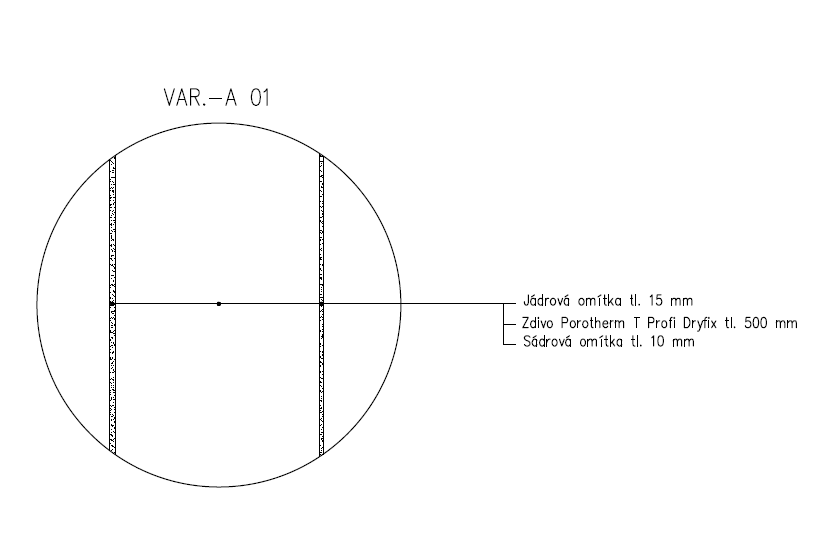 VAR.-A 01
Jádrová omítka tl. 15 mm
Zdivo Porotherm T Profi Dryfix tl. 500 mm
Sádrová omítka tl. 10 mm